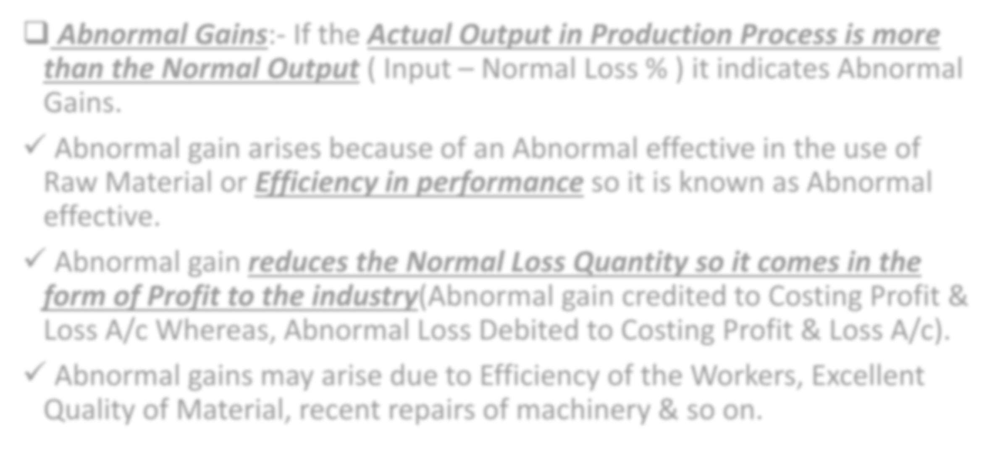 ❑ Abnormal Gains:- If the Actual Output in Production Process is more
than the Normal Output ( Input – Normal Loss % ) it indicates Abnormal
Gains.
✓ Abnormal gain arises because of an Abnormal effective in the use of
Raw Material or Efficiency in performance so it is known as Abnormal
effective.
✓ Abnormal gain reduces the Normal Loss Quantity so it comes in the
form of Profit to the industry(Abnormal gain credited to Costing Profit &
Loss A/c Whereas, Abnormal Loss Debited to Costing Profit & Loss A/c).
✓ Abnormal gains may arise due to Efficiency of the Workers, Excellent
Quality of Material, recent repairs of machinery & so on.